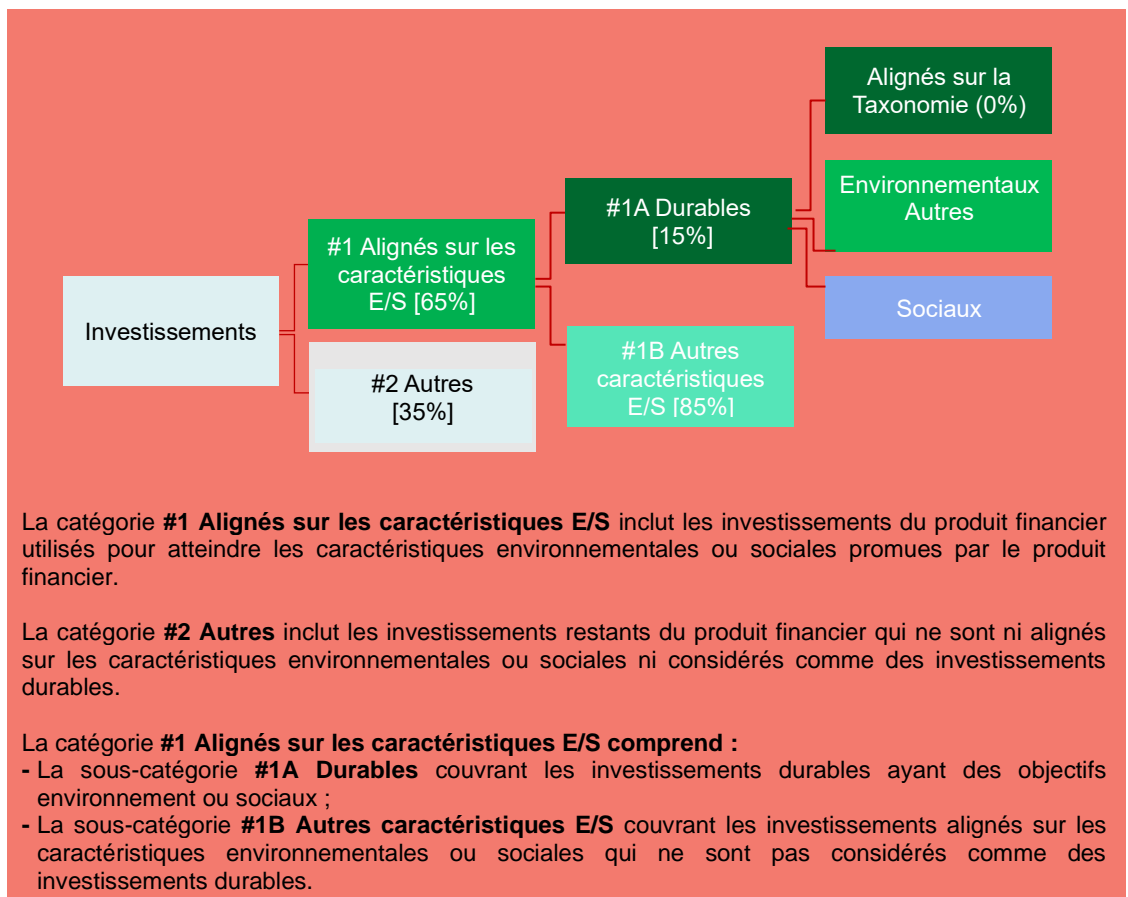 Alignés sur la
Taxonomie (0%)
Environnementaux
Autres
#1A Durables
[15%]
#1 Alignés sur les
caractéristiques
E/S [65%]
Sociaux
Investissements
#1B Autres
caractéristiques
E/S [85%]
#2 Autres
[35%]
La catégorie #1 Alignés sur les caractéristiques E/S inclut les investissements du produit financier
utilisés pour atteindre les caractéristiques environnementales ou sociales promues par le produit
financier.
La catégorie #2 Autres inclut les investissements restants du produit financier qui ne sont ni alignés
sur les caractéristiques environnementales ou sociales ni considérés comme des investissements
durables.
La catégorie #1 Alignés sur les caractéristiques E/S comprend :
- La sous-catégorie #1A Durables couvrant les investissements durables ayant des objectifs
environnement ou sociaux ;
- La sous-catégorie #1B Autres caractéristiques E/S couvrant les investissements alignés sur les
caractéristiques environnementales ou sociales qui ne sont pas considérés comme des
investissements durables.